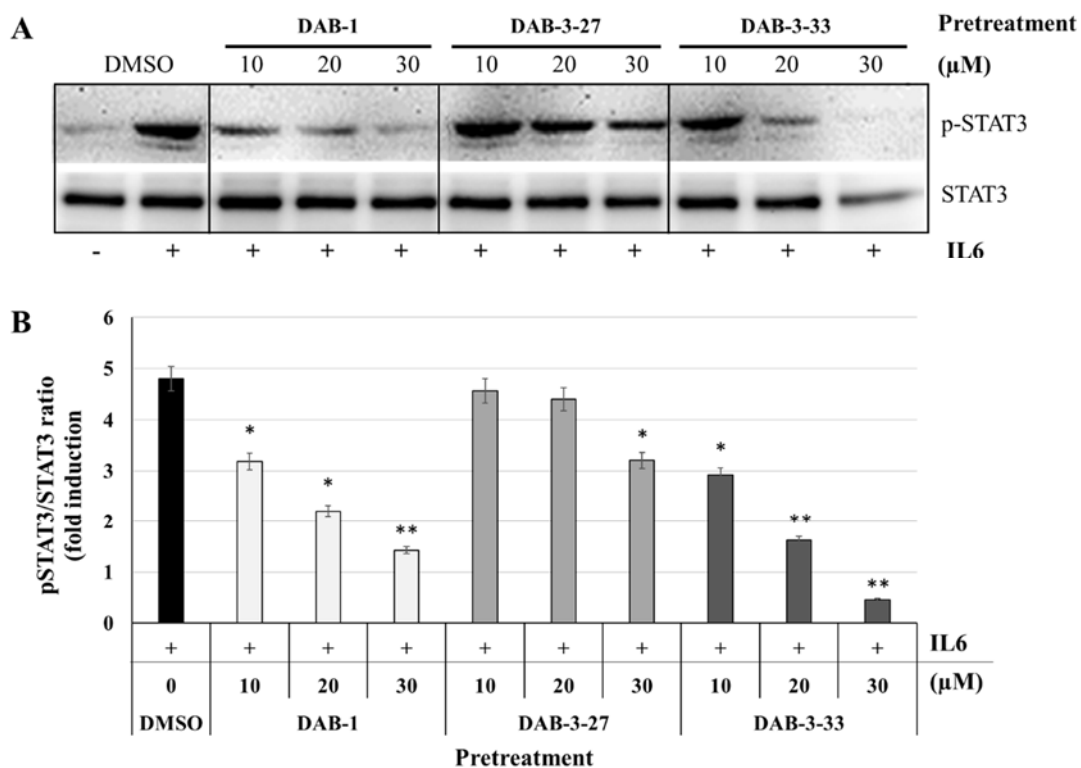 A
DAB-1 DAB-3-27 DAB-3-33 Pretreatment
DMSO 10 20 30 10 20 30 10 20 30 (µM)
p-STAT3
STAT3
- + + + + + + + + + + IL6
B
pSTAT3/STAT3 ratio
(fold induction
6
5
4
3
2
1
0
* * ** * * ** **
+ + + + + + + + + + IL6
0 10 20 30 10 20 30 10 20 30 (µM)
DMSO DAB-1 DAB-3-27 DAB-3-33
Pretreatment